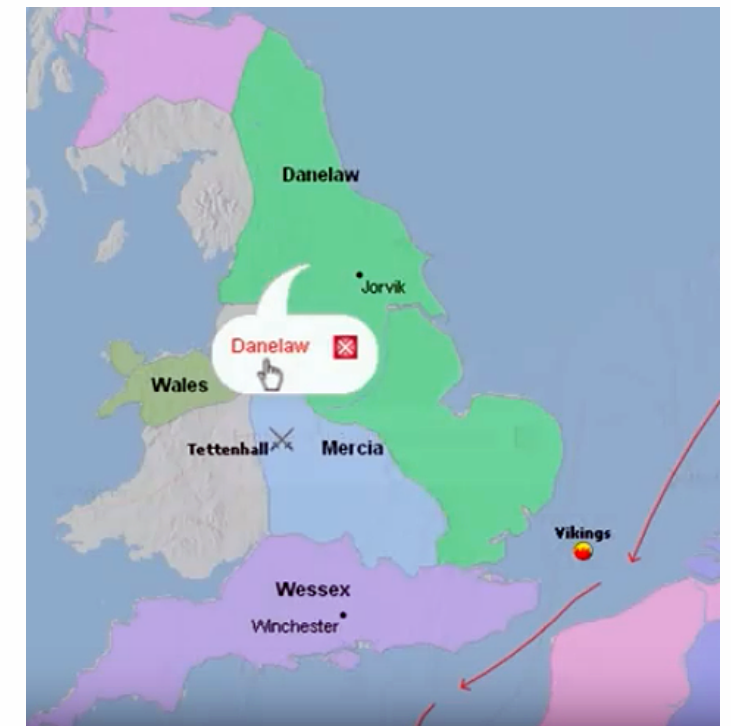 Danelaw
Jorvik
Danelaw
Wales
Tettenhall
Mercia
Vikings
Wessex
Winchester